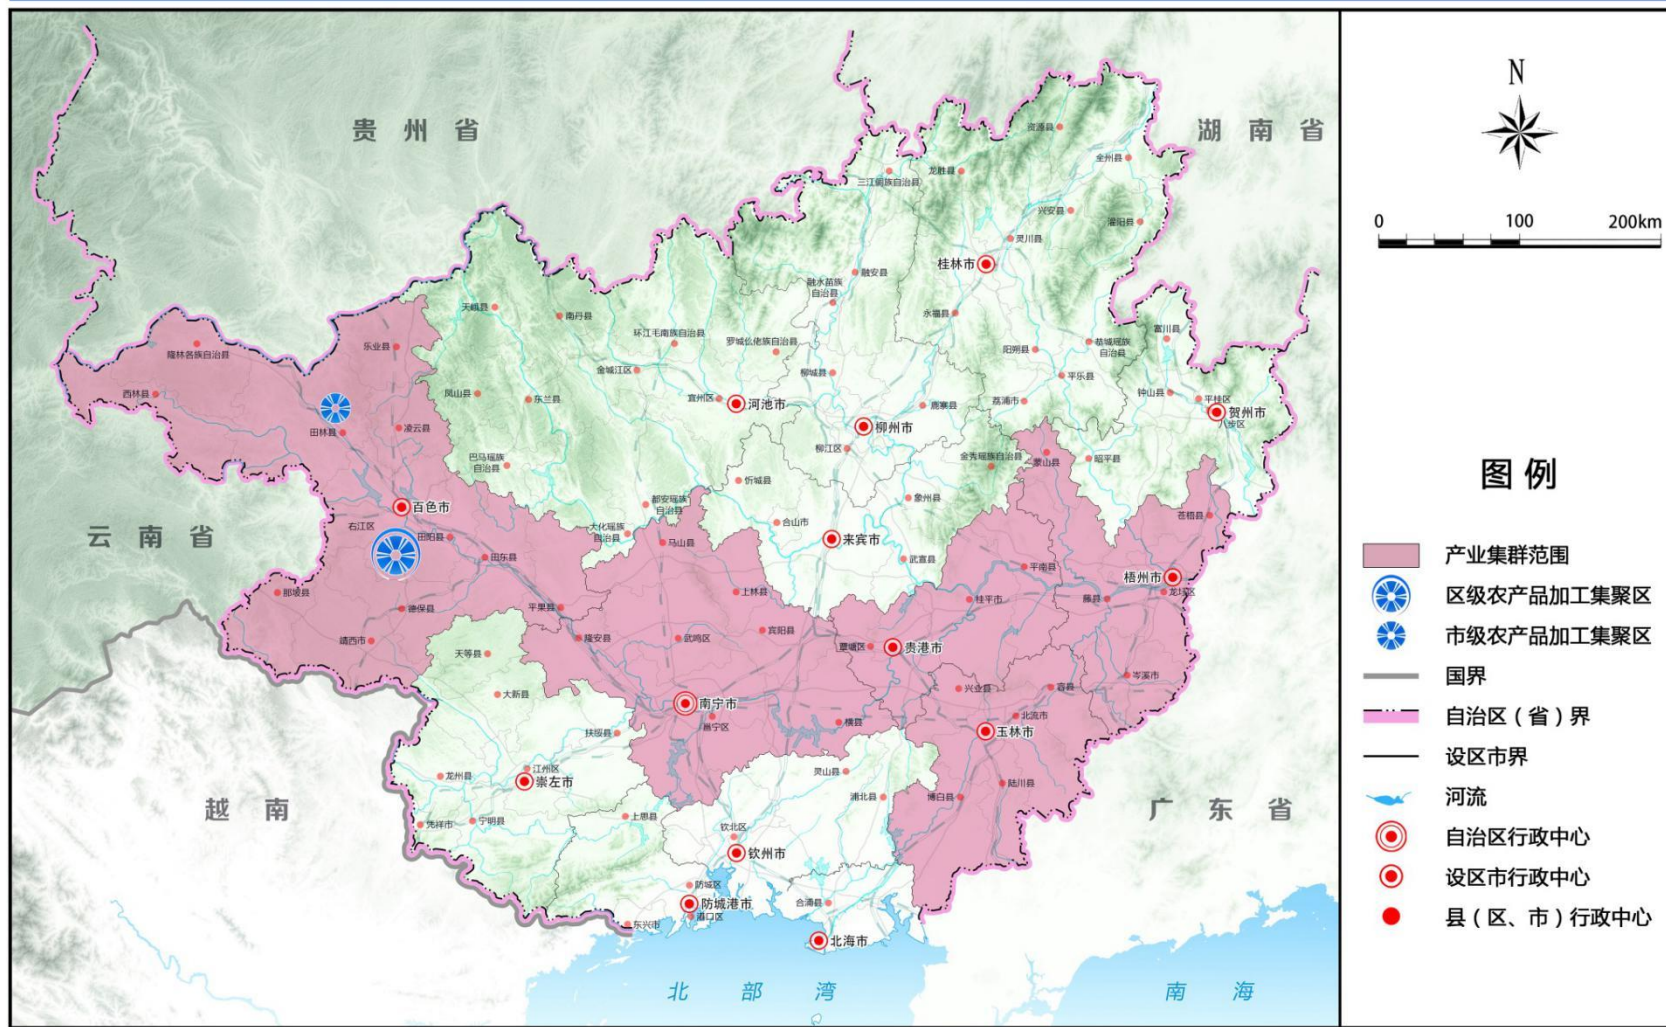 贵州省
湖南省
云南省
越南
广东省
北部湾
南海
资源县
全州县
三江侗族自治县
龙胜县
兴安县
灌阳县
灵川县
桂林市
融安县
融水苗族
自治县
永福县
天峨县
南丹县
环江毛南族自治县
罗城仫佬族自治县
富川县
恭城瑶族
自治县
阳朔县
乐业县
隆林各族自治县
金城江区
柳城县
平乐县
西林县
凤山县
东兰县
宜州区
河池市
鹿寨县
荔浦市
钟山县
平桂区
贺州市
八步区
田林县
凌云县
柳州市
柳江区
巴马瑶族
自治县
金秀瑶族自治县
蒙山县
昭平县
忻城县
百色市
都安瑶族
自治县
象州县
苍梧县
右江区
田阳县
大化瑶族
自治县
合山市
来宾市
马山县
田东县
武宣县
平南县
梧州市
那坡县
上林县
桂平市
藤县
龙圩区
德保县
平果县
靖西市
隆安县
武鸣区
宾阳县
覃塘区
贵港市
天等县
岑溪市
大新县
兴业县
容县
南宁市
邕宁区
横县
北流市
玉林市
扶绥县
龙州县
江州区
崇左市
灵山县
陆川县
浦北县
博白县
凭祥市
宁明县
上思县
钦北区
钦州市
防城区
防城港市
港口区
合浦县
东兴市
北海市
N
0 100 200km
图例
产业集群范围
区级农产品加工集聚区
市级农产品加工集聚区
国界
自治区（省）界
设区市界
河流
自治区行政中心
设区市行政中心
县（区、市）行政中心